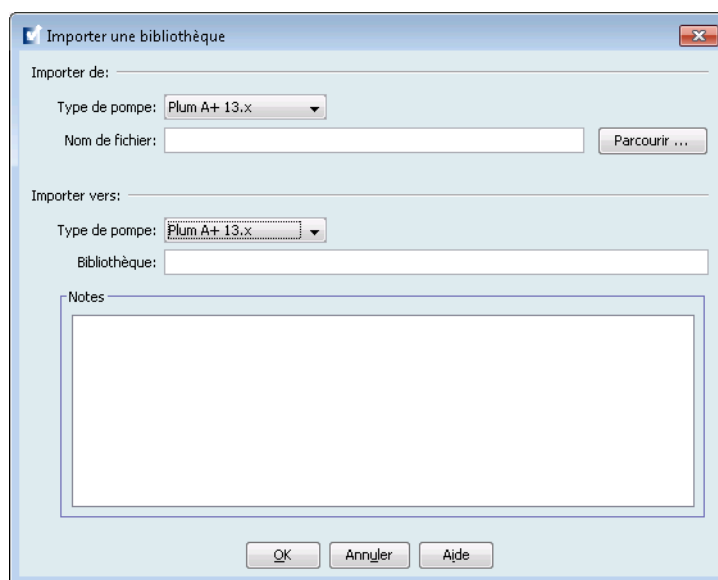 Importer une bibliothèque
Importer de:
Type de pompe: Plum A+ 13.x
Nom de fichier: Parcourir ...
Importer vers:
Type de pompe: Plum A+ 13.x
Bibliothèque:
Notes
OK Annuler Aide